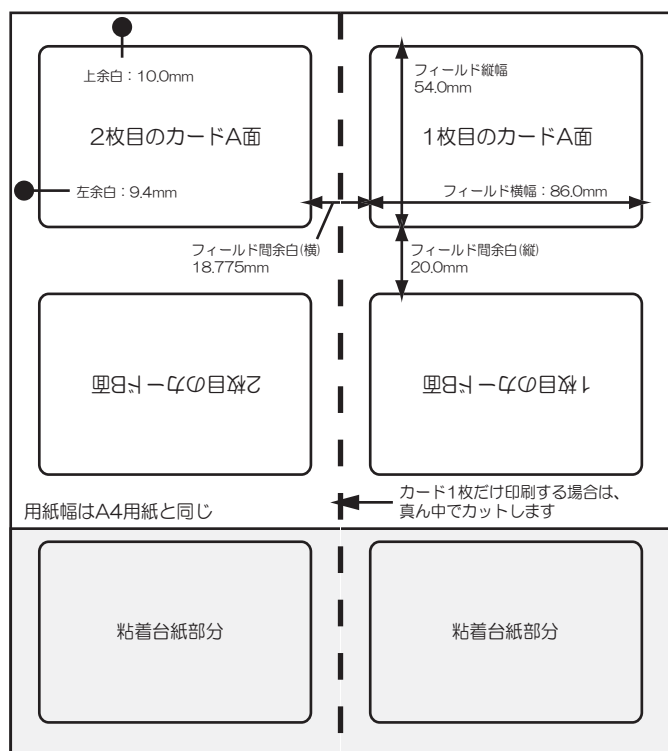 上余白：10.0mm
フィールド縦幅
54.0mm
2枚目のカードA面
1枚目のカードA面
左余白：9.4mm
フィールド横幅：86.0mm
フィールド間余白(横)
18.775mm
フィールド間余白(縦)
20.0mm
2枚目のカードB面
1枚目のカードB面
用紙幅はA4用紙と同じ
カード1枚だけ印刷する場合は、
真ん中でカットします
粘着台紙部分
粘着台紙部分